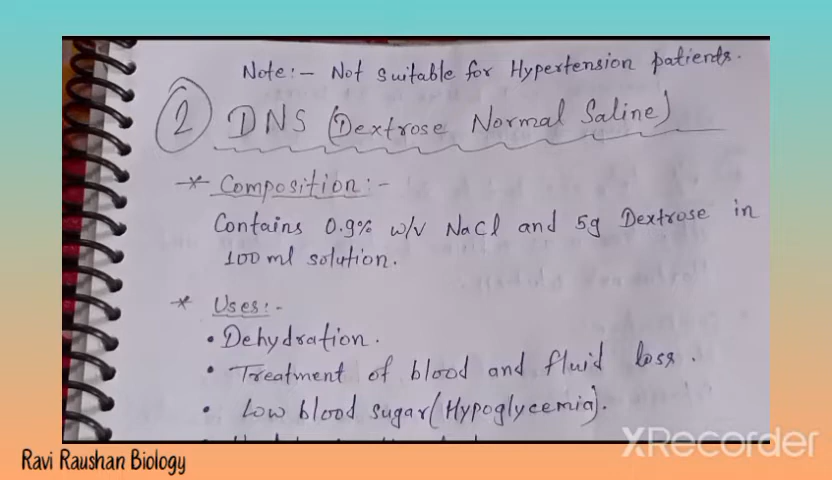 Note:- Not suitable for Hypertension patients.
2 DNS (Dextrose Normal Saline)
* Composition:-
Contains 0.9% w/v NaCl and 5g Dextrose in
100 ml solution.
* Uses:-
• Dehydration.
• Treatment of blood and fluid loss.
• Low blood sugar (Hypoglycemia).
XRecorder
Ravi Raushan Biology